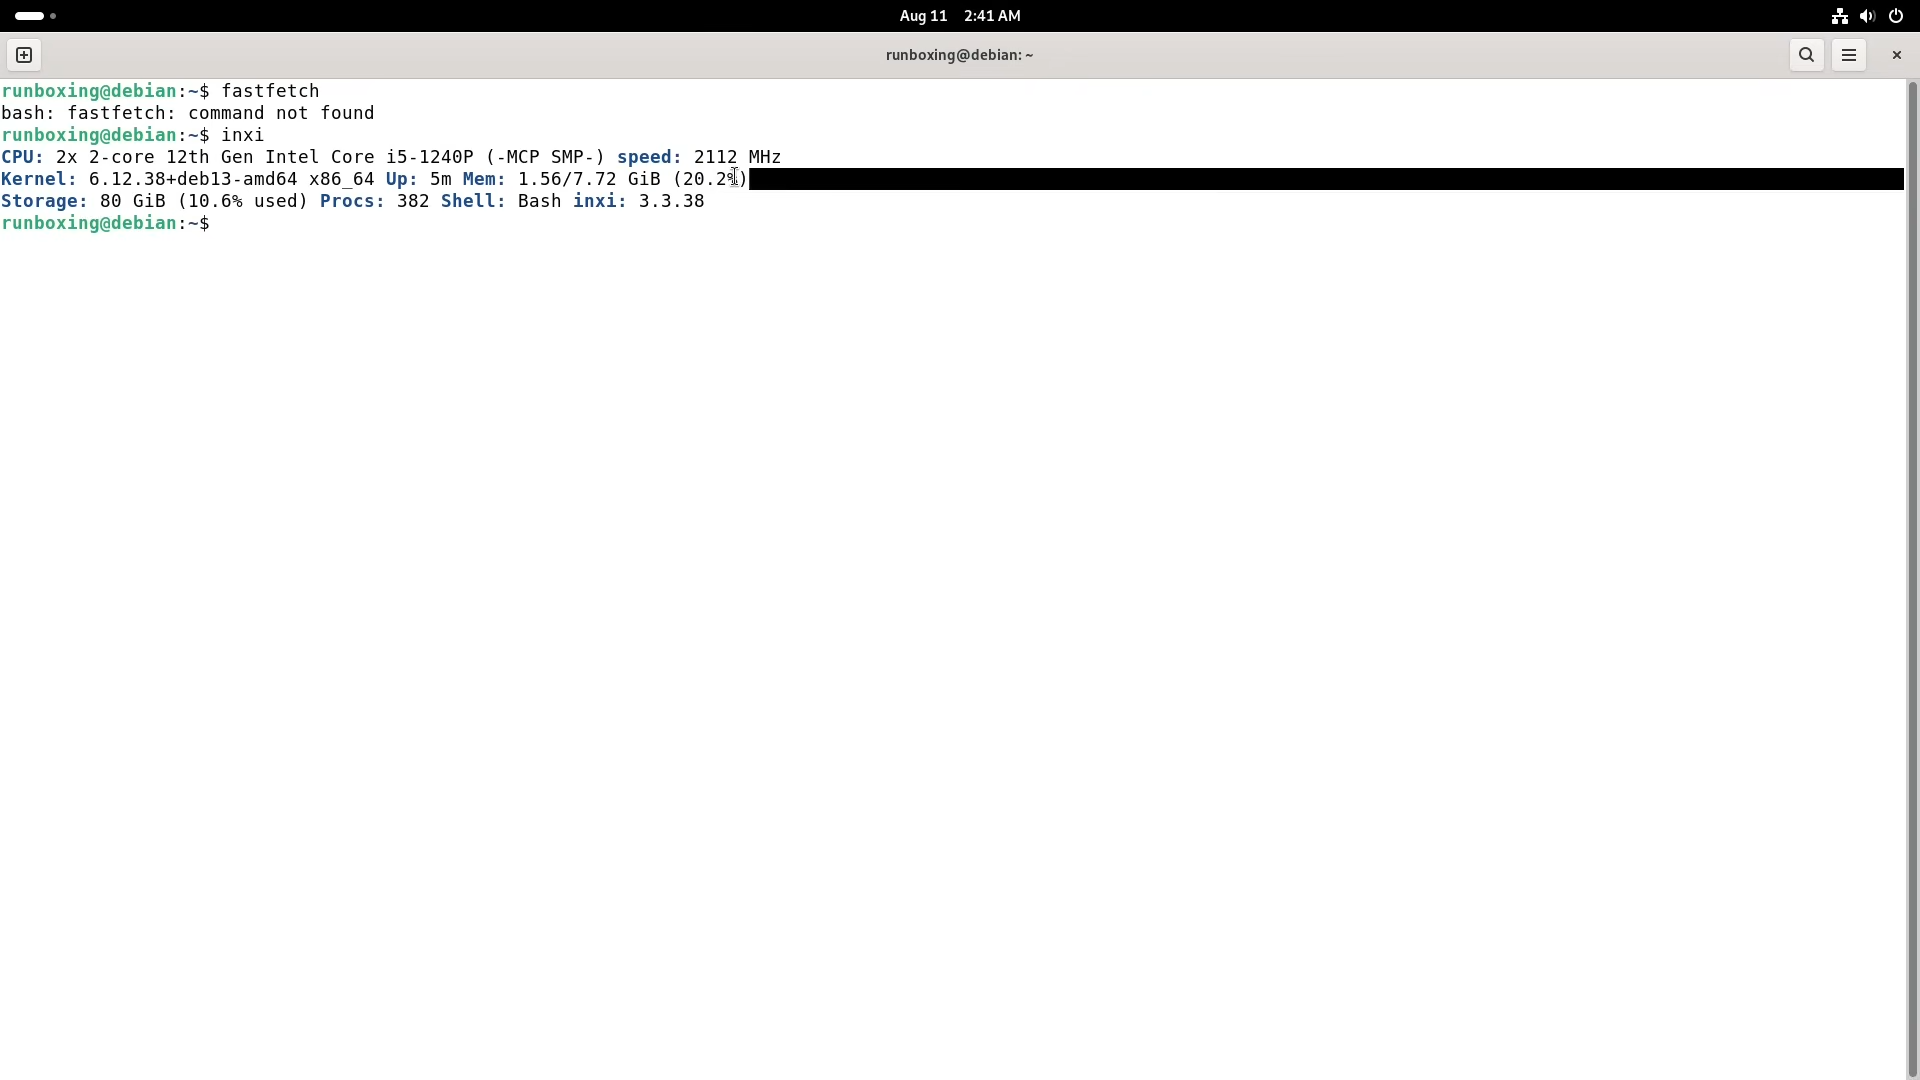 Aug 11 2:41 AM
runboxing@debian: ~
runboxing@debian:~$ fastfetch
bash: fastfetch: command not found
runboxing@debian:~$ inxi
CPU: 2x 2-core 12th Gen Intel Core i5-1240P (-MCP SMP-) speed: 2112 MHz
Kernel: 6.12.38+deb13-amd64 x86_64 Up: 5m Mem: 1.56/7.72 GiB (20.2%)
Storage: 80 GiB (10.6% used) Procs: 382 Shell: Bash inxi: 3.3.38
runboxing@debian:~$